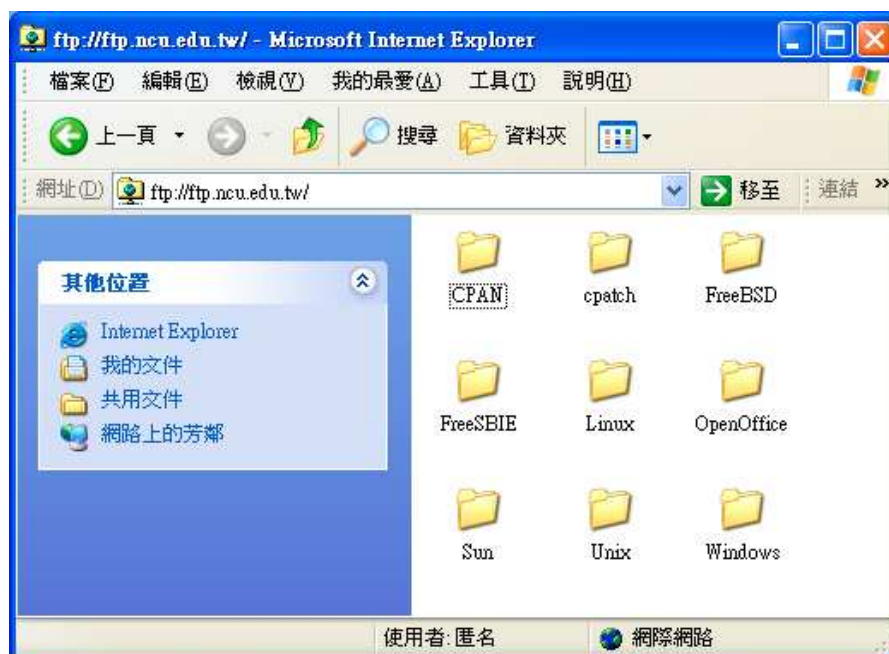 ftp://ftp.ncu.edu.tw/ - Microsoft Internet Explorer
檔案(F) 編輯(E) 檢視(V) 我的最愛(A) 工具(T) 說明(H)
上一頁 搜尋 資料夾
網址(D) ftp://ftp.ncu.edu.tw/ 移至 連結 »
其他位置
Internet Explorer
我的文件
共用文件
網路上的芳鄰
CPAN cpatch FreeBSD
FreeSBIE Linux OpenOffice
Sun Unix Windows
使用者: 匿名 網際網路